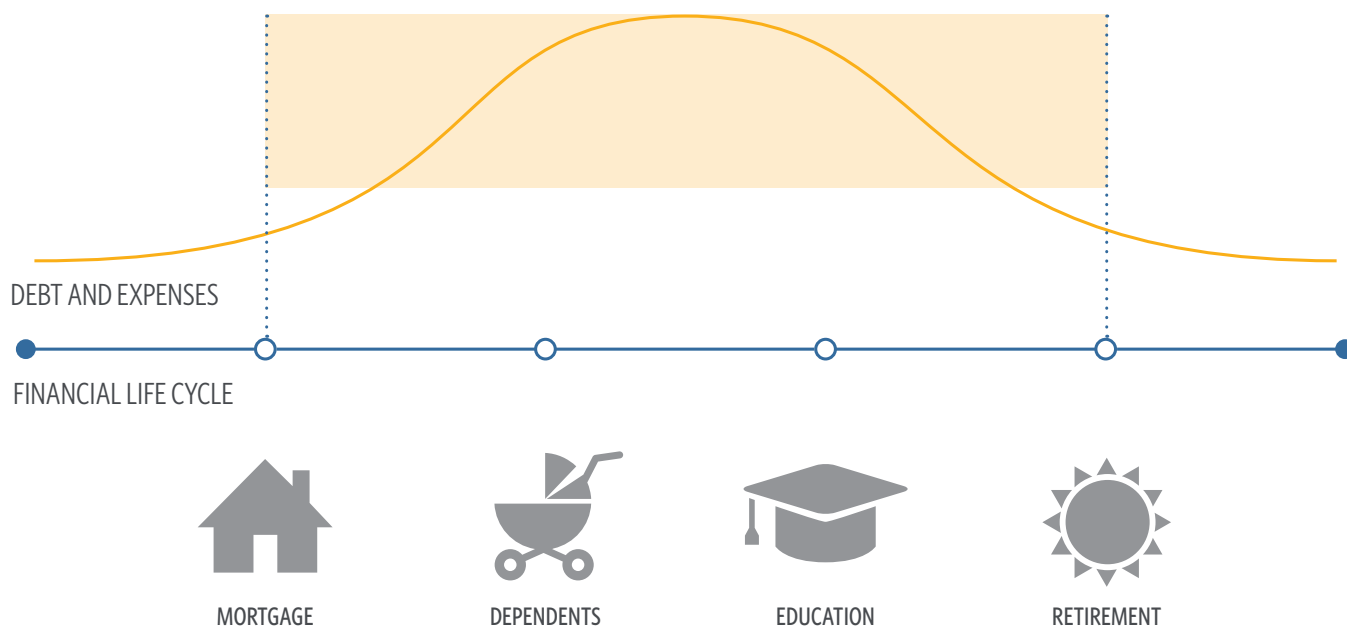 DEBT AND EXPENSES
FINANCIAL LIFE CYCLE
MORTGAGE
DEPENDENTS
EDUCATION
RETIREMENT